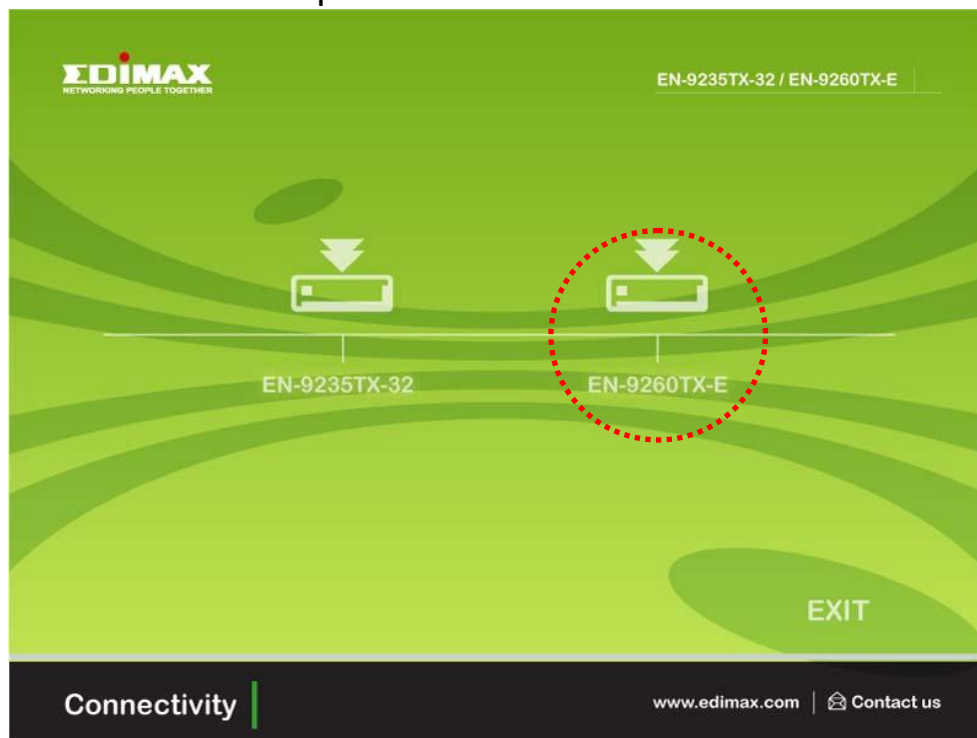 EDIMAX
NETWORKING PEOPLE TOGETHER
EN-9235TX-32 / EN-9260TX-E
EN-9235TX-32
EN-9260TX-E
EXIT
Connectivity
www.edimax.com
Contact us